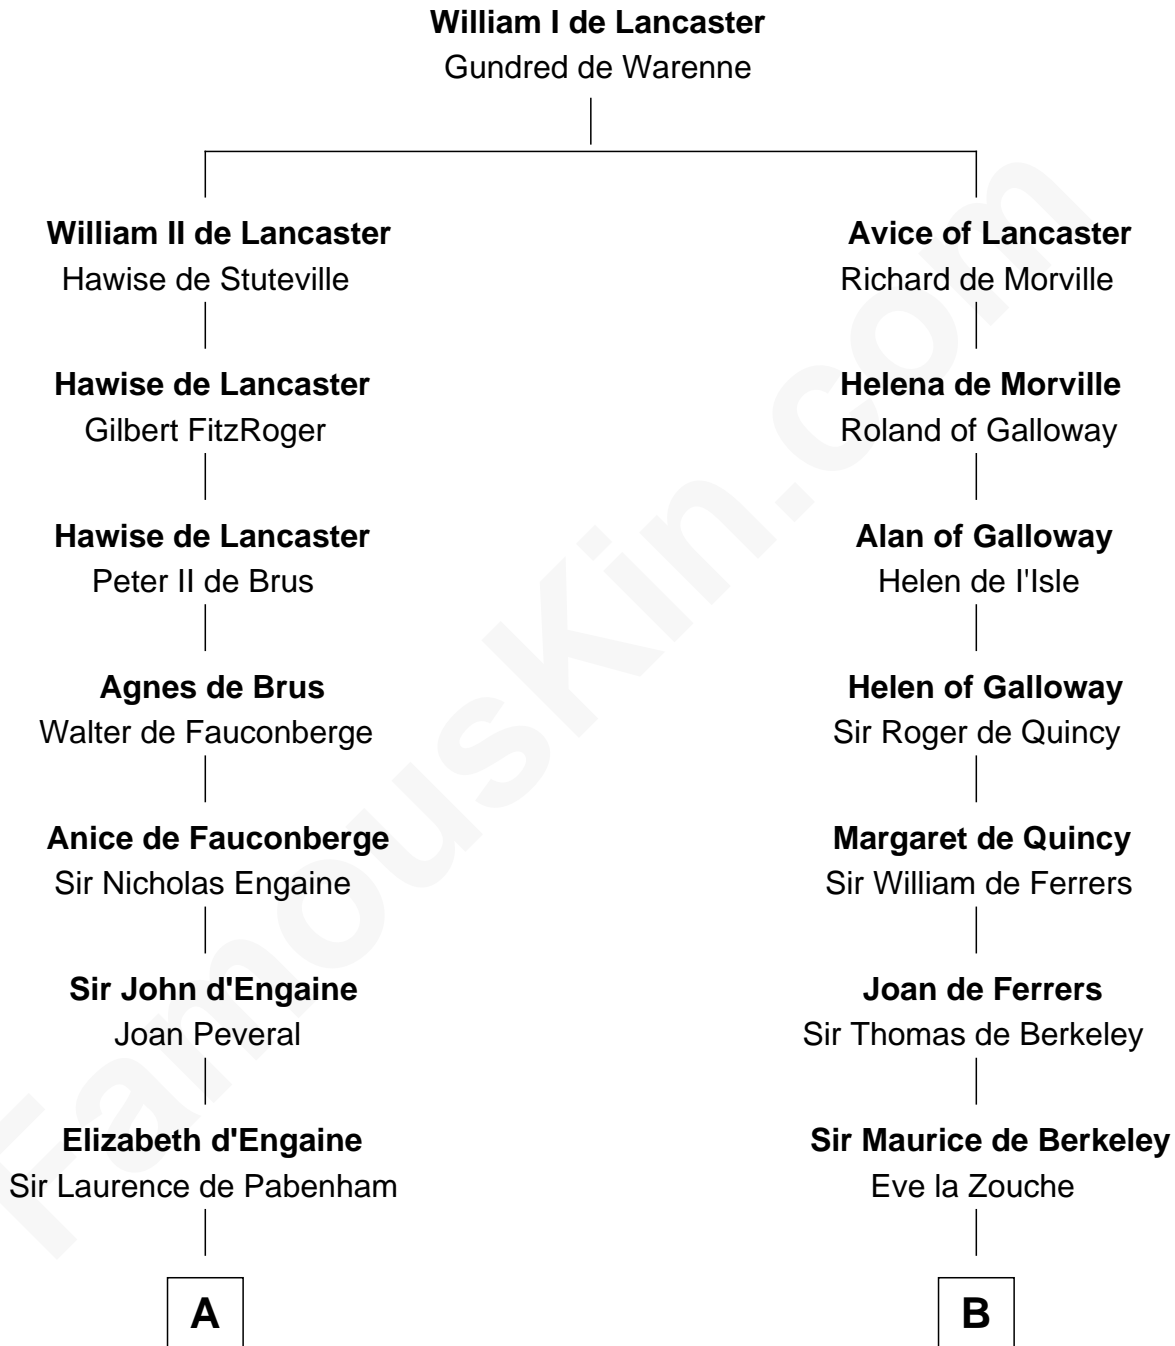 William I de Lancaster
Gundred de Warenne
William II de Lancaster
Hawise de Stuteville
Hawise de Lancaster
Gilbert FitzRoger
Hawise de Lancaster
Peter II de Brus
Agnes de Brus
Walter de Fauconberge
Anice de Fauconberge
Sir Nicholas Engaine
Sir John d'Engaine
Joan Peveral
Elizabeth d'Engaine
Sir Laurence de Pabenham
A
Avice of Lancaster
Richard de Morville
Helena de Morville
Roland of Galloway
Alan of Galloway
Helen de I'Isle
Helen of Galloway
Sir Roger de Quincy
Margaret de Quincy
Sir William de Ferrers
Joan de Ferrers
Sir Thomas de Berkeley
Sir Maurice de Berkeley
Eve la Zouche
B
FamousKin.com